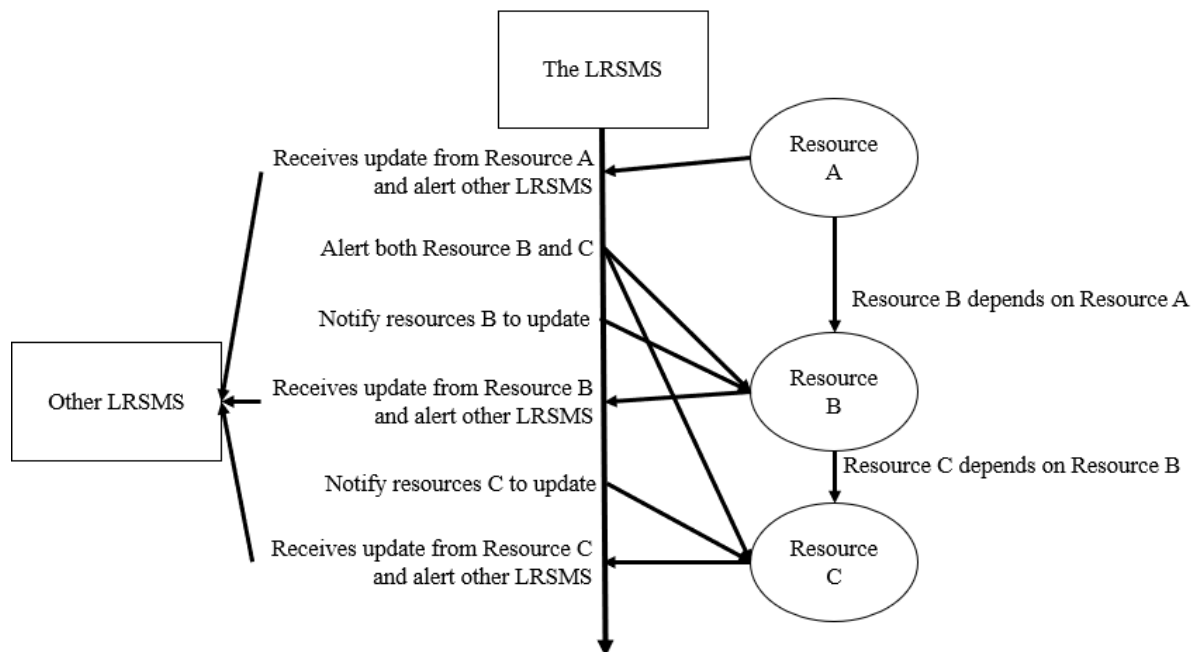 The LRSMS
Resource
A
Receives update from Resource A
and alert other LRSMS
Alert both Resource B and C
Resource B depends on Resource A
Notify resources B to update
Other LRSMS
Receives update from Resource B
and alert other LRSMS
Resource
B
Resource C depends on Resource B
Notify resources C to update
Receives update from Resource C
and alert other LRSMS
Resource
C